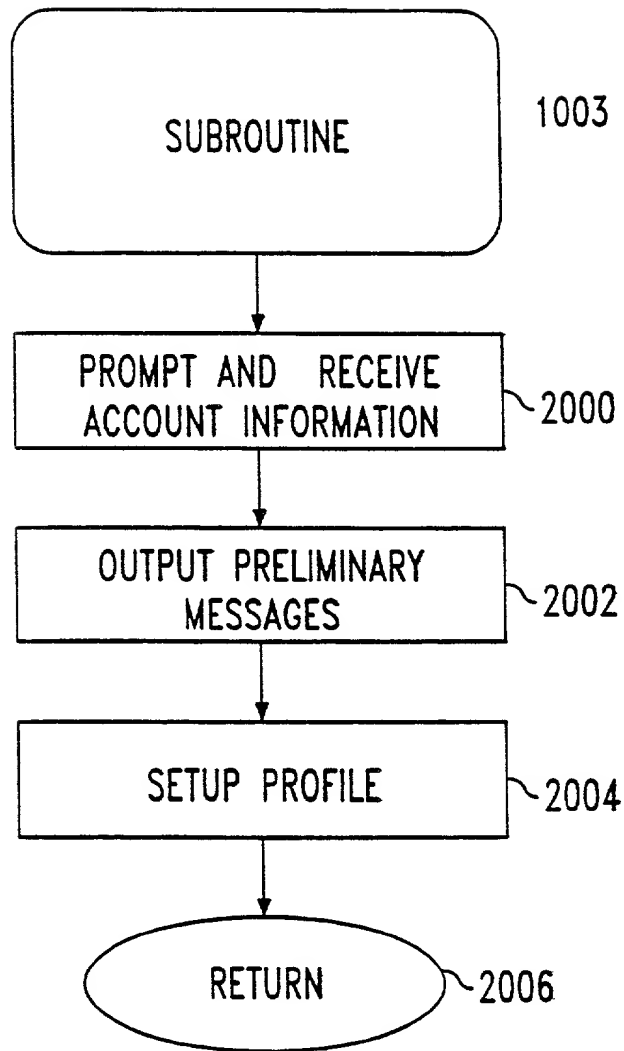 SUBROUTINE
1003
PROMPT AND RECEIVE
ACCOUNT INFORMATION
2000
OUTPUT PRELIMINARY
MESSAGES
2002
SETUP PROFILE
2004
RETURN
2006